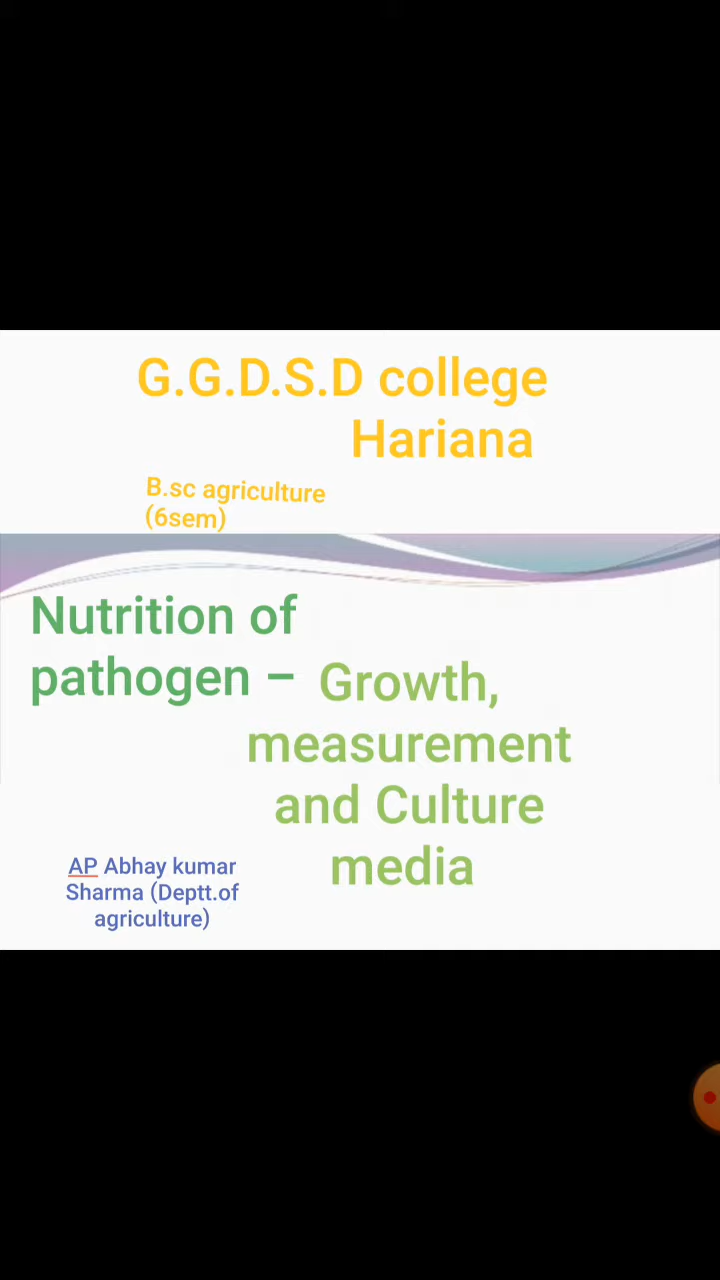 G.G.D.S.D college
Hariana
B.sc agriculture
(6sem)
Nutrition of
pathogen –
Growth,
measurement
and Culture
media
AP Abhay kumar
Sharma (Deptt.of
agriculture)